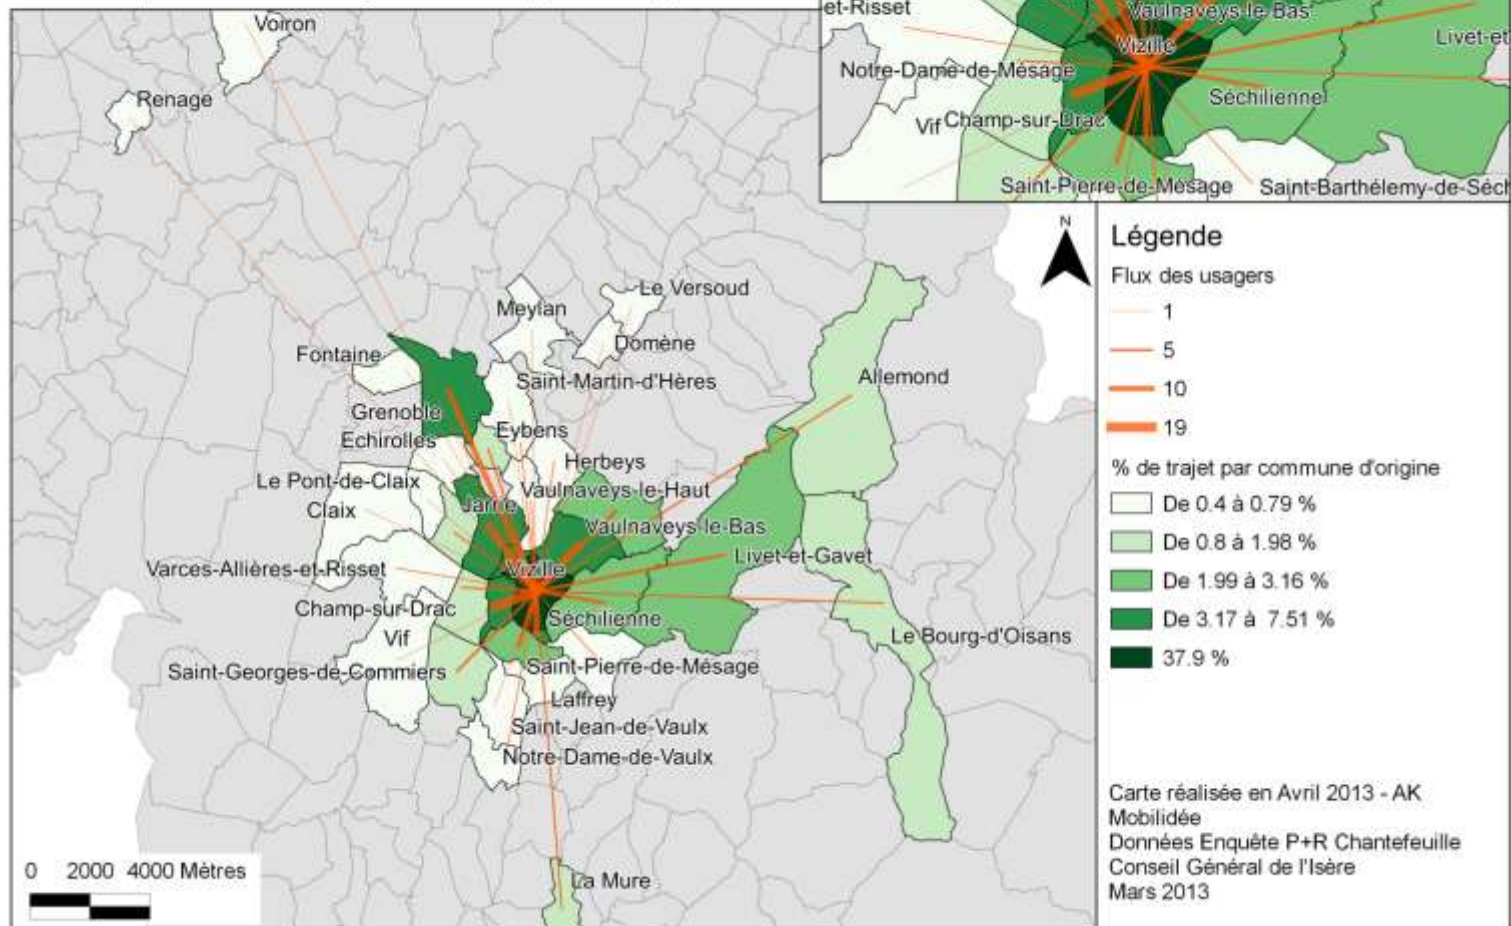 Voiron
Renage
et-Risset
Vaulnaveys-le-Bas
Vizille
Livet-et
Notre-Dame-de-Mésage
Séchilienne
Vif
Champ-sur-Drac
Saint-Pierre-de-Mésage
Saint-Barthélemy-de-Séch
N
Le Versoud
Meylan
Domène
Fontaine
Saint-Martin-d'Hères
Allemond
Grenoble
Echirolles
Eybens
Herbeys
Le Pont-de-Claix
Vaulnaveys-le-Haut
Claix
Jarrie
Vaulnaveys-le-Bas
Livet-et-Gavet
Varces-Allières-et-Risset
Vizille
Champ-sur-Drac
Séchilienne
Vif
Le Bourg-d'Oisans
Saint-Georges-de-Commiers
Saint-Pierre-de-Mésage
Laffrey
Saint-Jean-de-Vaulx
Notre-Dame-de-Vaulx
La Mure
0 2000 4000 Mètres
Légende
Flux des usagers
1
5
10
19
% de trajet par commune d'origine
De 0.4 à 0.79 %
De 0.8 à 1.98 %
De 1.99 à 3.16 %
De 3.17 à 7.51 %
37.9 %
Carte réalisée en Avril 2013 - AK
Mobilidée
Données Enquête P+R Chantefeuille
Conseil Général de l'Isère
Mars 2013